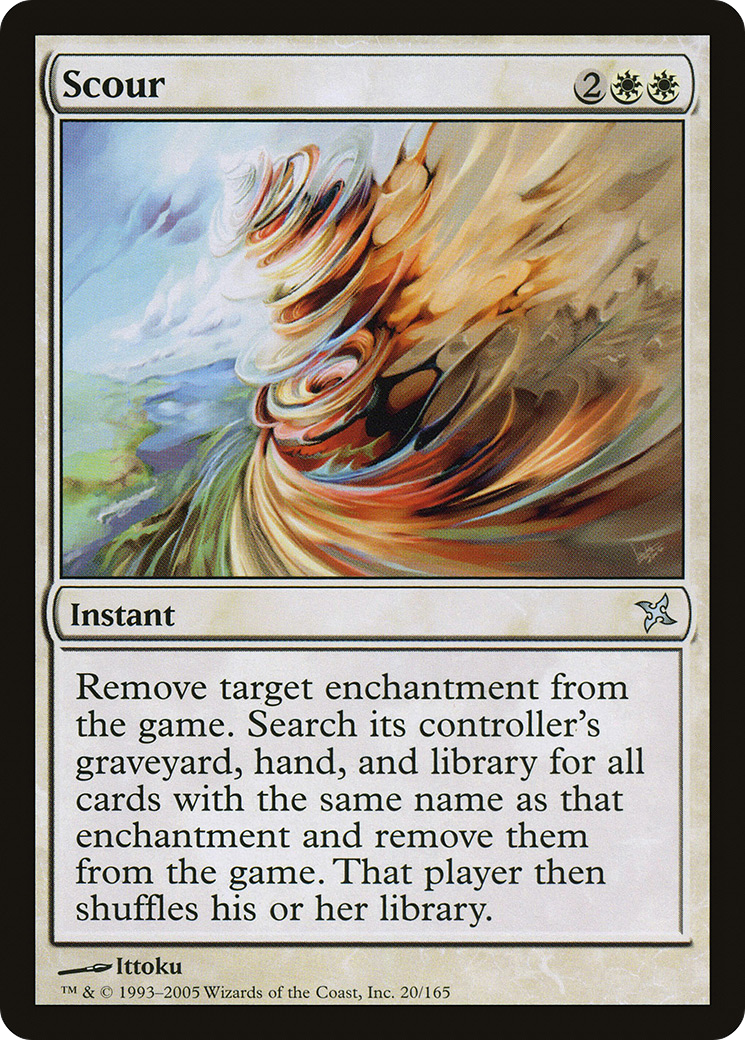 Scour
2
Instant
Remove target enchantment from
the game. Search its controller's
graveyard, hand, and library for all
cards with the same name as that
enchantment and remove them
from the game. That player then
shuffles his or her library.
Ittoku
™ & © 1993–2005 Wizards of the Coast, Inc. 20/165